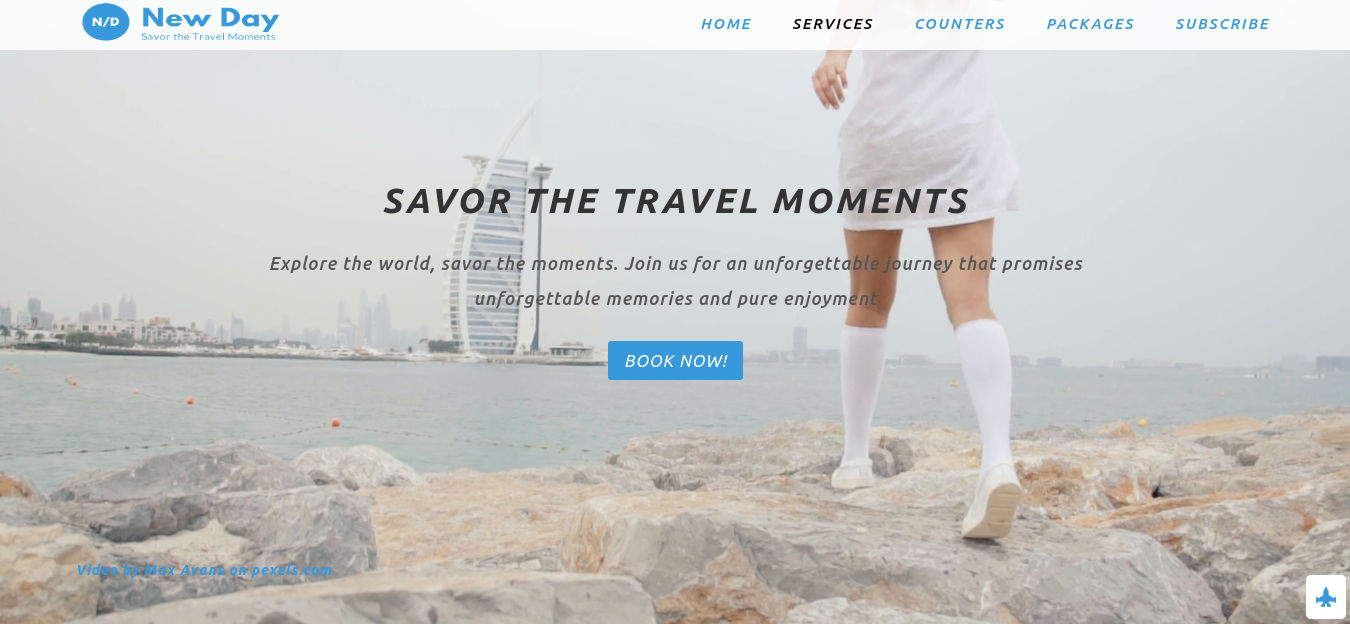 N/D
New Day
Savor the Travel Moments
HOME SERVICES COUNTERS PACKAGES SUBSCRIBE
SAVOR THE TRAVEL MOMENTS
Explore the world, savor the moments. Join us for an unforgettable journey that promises
unforgettable memories and pure enjoyment
BOOK NOW!
Video by Max Avans on pexels.com